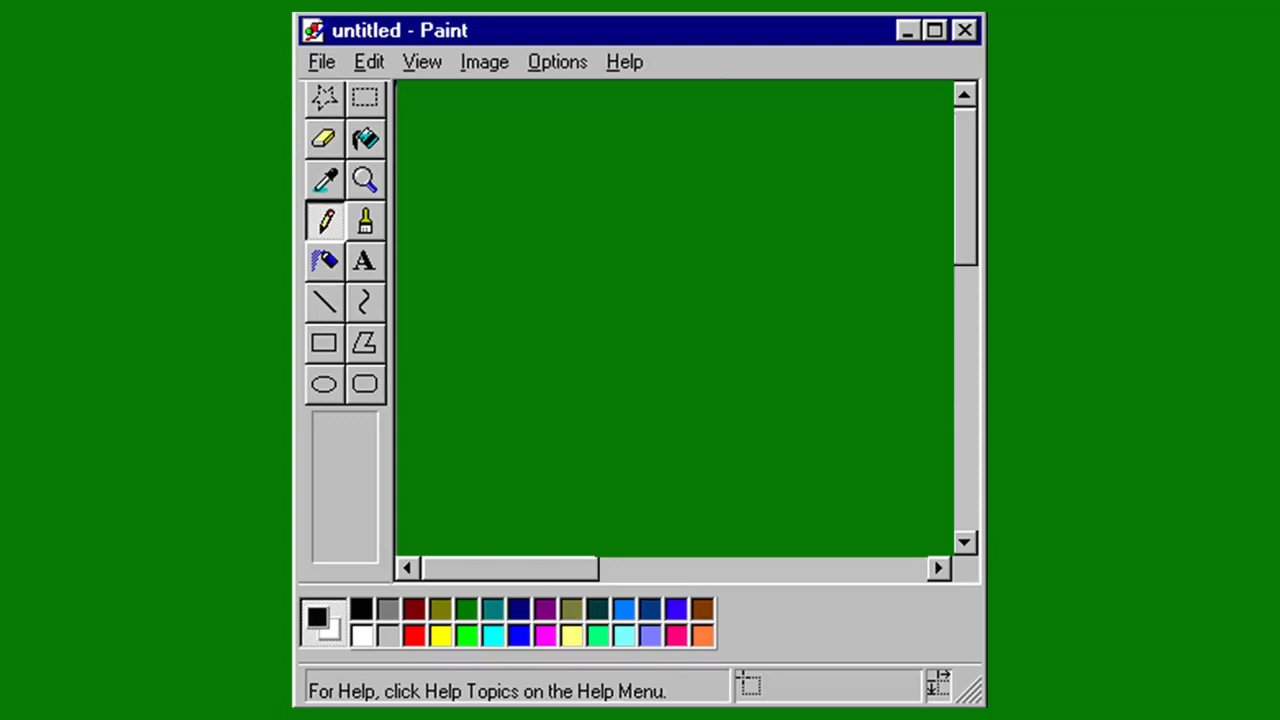 untitled - Paint
File Edit View Image Options Help
A
For Help, click Help Topics on the Help Menu.